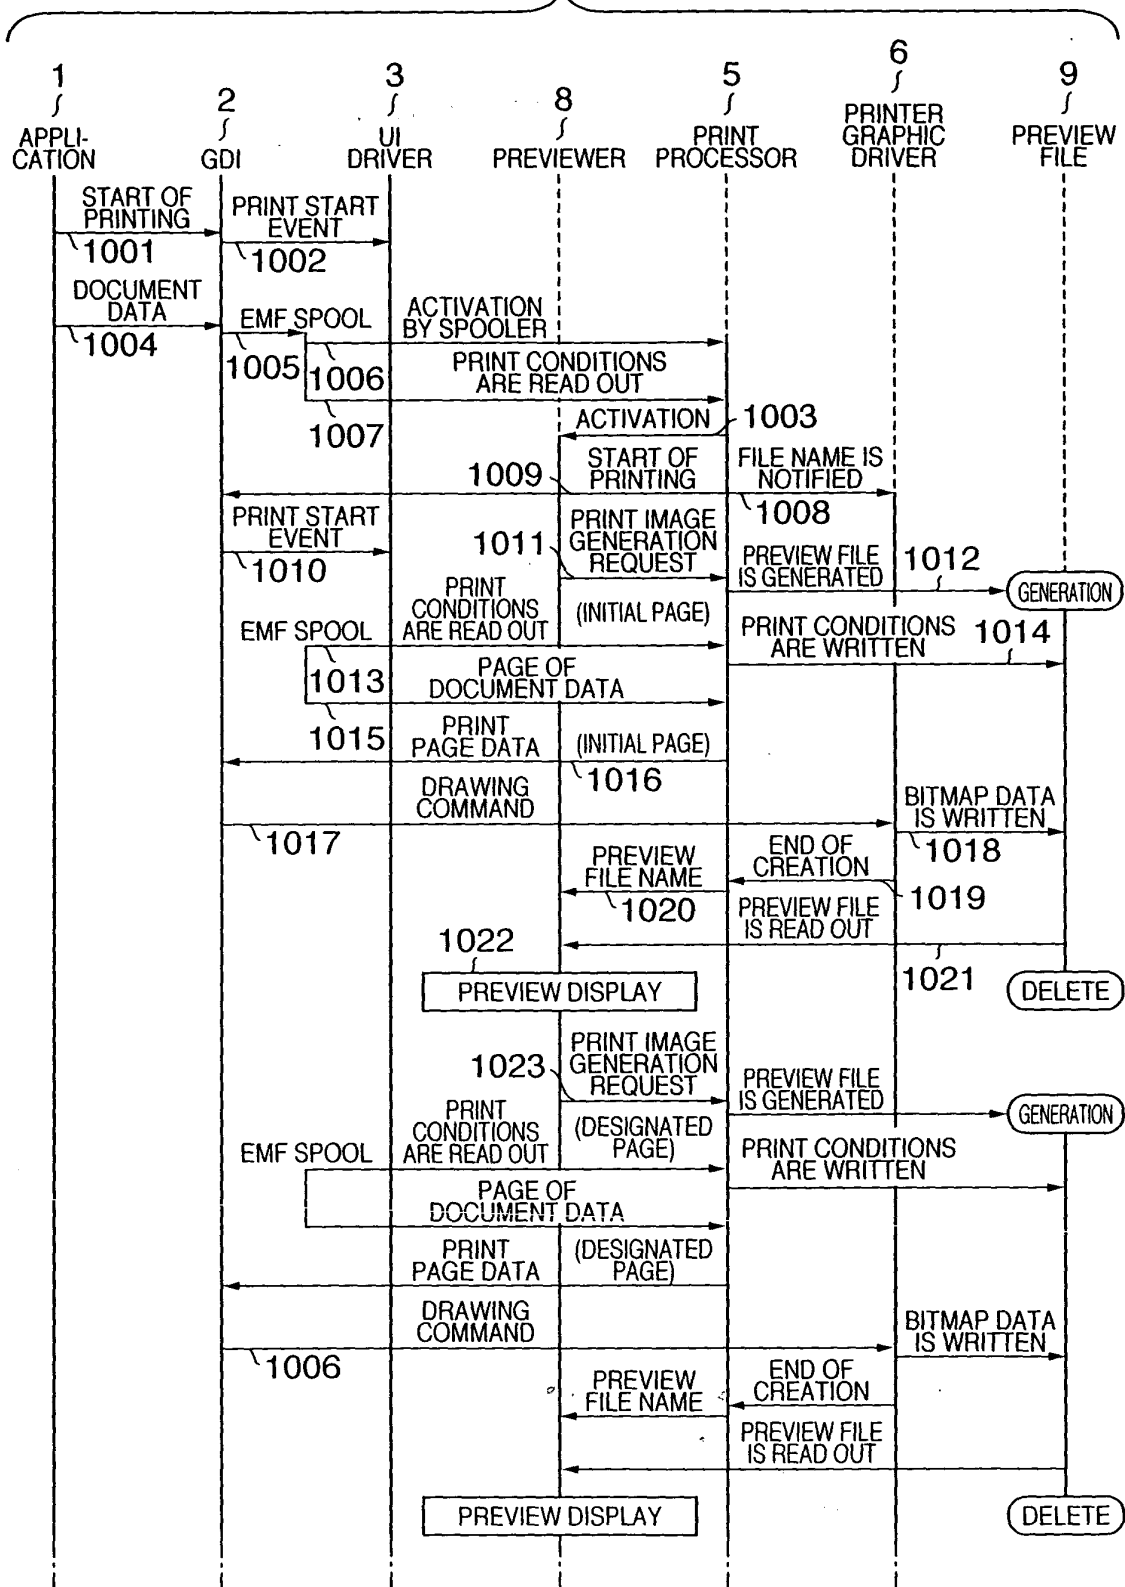 1
2
3
8
5
6
9
APPLI-
CATION
GDI
UI
DRIVER
PREVIEWER
PRINT
PROCESSOR
PRINTER
GRAPHIC
DRIVER
PREVIEW
FILE
START OF
PRINTING
1001
PRINT START
EVENT
1002
DOCUMENT
DATA
1004
EMF SPOOL
1005
ACTIVATION
BY SPOOLER
1006
PRINT CONDITIONS
ARE READ OUT
1007
ACTIVATION
1003
1009
START OF
PRINTING
FILE NAME IS
NOTIFIED
1008
PRINT START
EVENT
1010
1011
PRINT IMAGE
GENERATION
REQUEST
(INITIAL PAGE)
PREVIEW FILE
IS GENERATED
1012
GENERATION
EMF SPOOL
PRINT
CONDITIONS
ARE READ OUT
1013
PRINT CONDITIONS
ARE WRITTEN
1014
PAGE OF
DOCUMENT DATA
1015
PRINT
PAGE DATA
(INITIAL PAGE)
1016
DRAWING
COMMAND
1017
BITMAP DATA
IS WRITTEN
1018
END OF
CREATION
1019
PREVIEW
FILE NAME
1020
PREVIEW FILE
IS READ OUT
1021
1022
PREVIEW DISPLAY
DELETE
1023
PRINT IMAGE
GENERATION
REQUEST
(DESIGNATED
PAGE)
PREVIEW FILE
IS GENERATED
GENERATION
EMF SPOOL
PRINT
CONDITIONS
ARE READ OUT
PRINT CONDITIONS
ARE WRITTEN
PAGE OF
DOCUMENT DATA
PRINT
PAGE DATA
(DESIGNATED
PAGE)
DRAWING
COMMAND
1006
BITMAP DATA
IS WRITTEN
END OF
CREATION
PREVIEW
FILE NAME
PREVIEW FILE
IS READ OUT
PREVIEW DISPLAY
DELETE